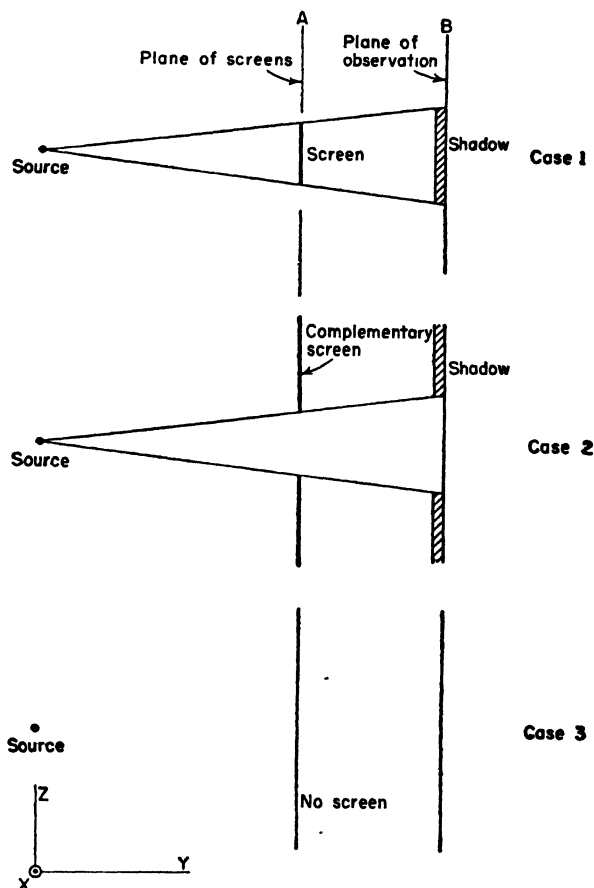 A
B
Plane of screens
Plane of
observation
Source
Screen
Shadow
Case 1
Complementary
screen
Shadow
Source
Case 2
Source
Case 3
No screen
Z
Y
X